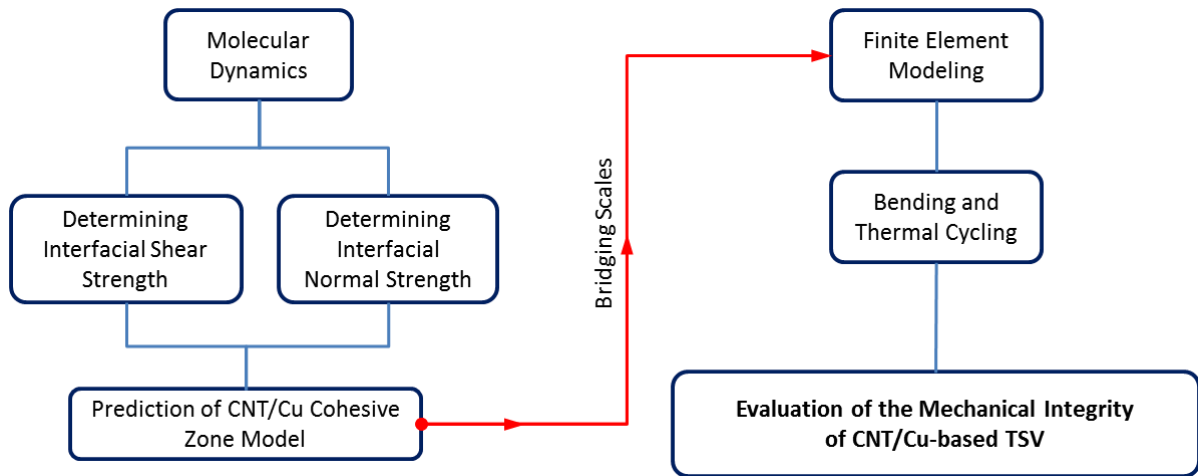 Molecular
Dynamics
Determining
Interfacial Shear
Strength
Determining
Interfacial
Normal Strength
Prediction of CNT/Cu Cohesive
Zone Model
Bridging Scales
Finite Element
Modeling
Bending and
Thermal Cycling
Evaluation of the Mechanical Integrity
of CNT/Cu-based TSV